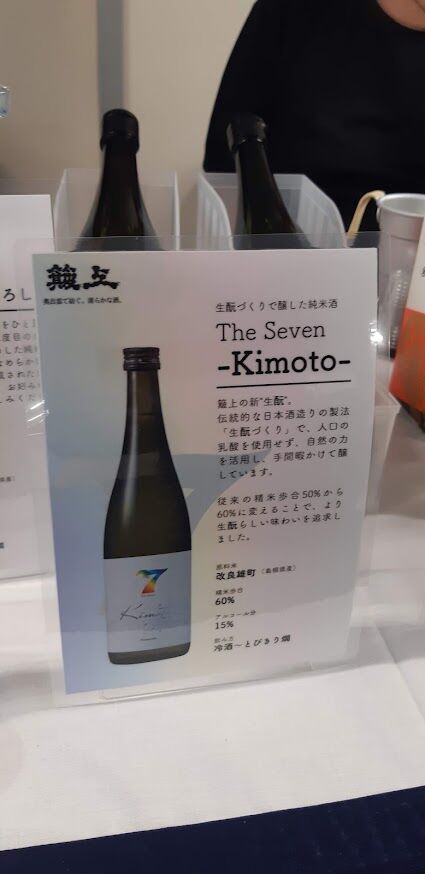 簸上
奥出雲で紡ぐ、清らかな酒。
生酛づくりで醸した純米酒
The Seven
-Kimoto-
簸上の新“生酛”。
伝統的な日本酒造りの製法
「生酛づくり」で、人口の
乳酸を使用せず、自然の力
を活用し、手間暇かけて醸
しています。
従来の精米歩合50%から
60%に変えることで、より
生酛らしい味わいを追求し
ました。
原料米
改良雄町（島根県産）
精米歩合
60%
アルコール分
15%
飲み方
冷酒〜とびきり燗
7
Kimoto